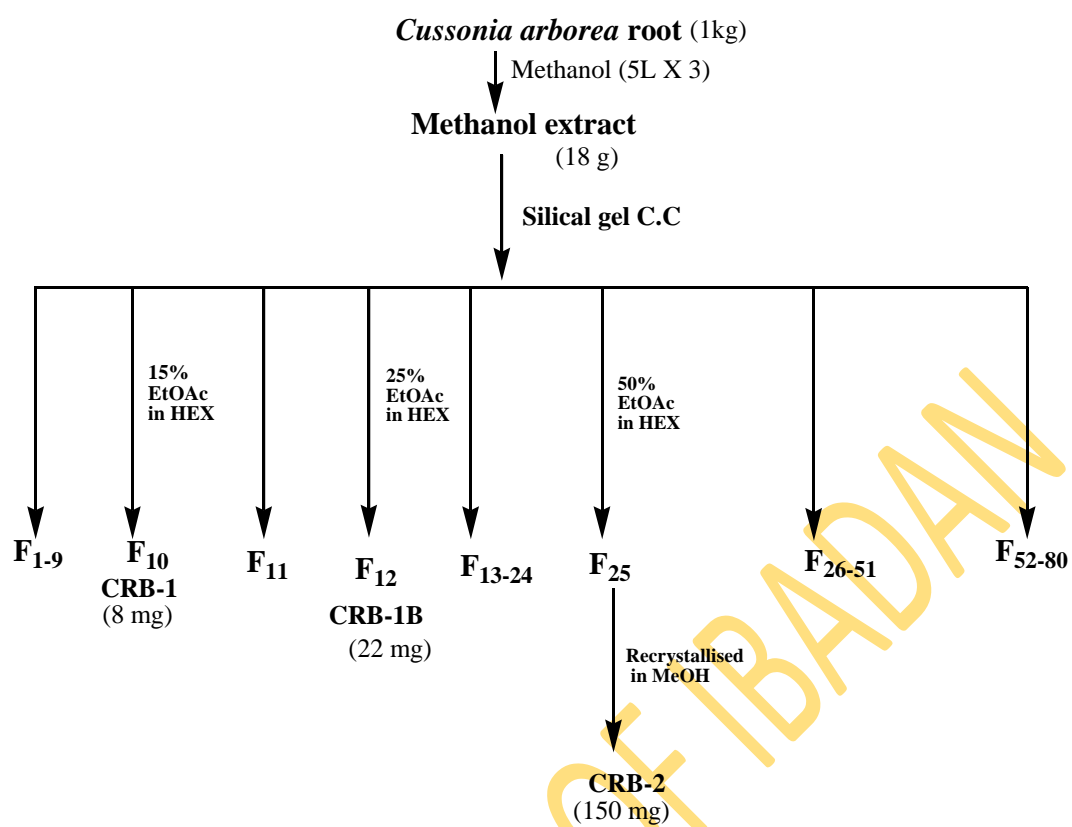 Cussonia arborea root (1kg)
Methanol (5L X 3)
Methanol extract
(18 g)
Silical gel C.C
15%
EtOAc
in HEX
25%
EtOAc
in HEX
50%
EtOAc
in HEX
F1-9
F10
CRB-1
(8 mg)
F11
F12
CRB-1B
(22 mg)
F13-24
F25
F26-51
F52-80
Recrystallised
in MeOH
CRB-2
(150 mg)
OF IBADAN